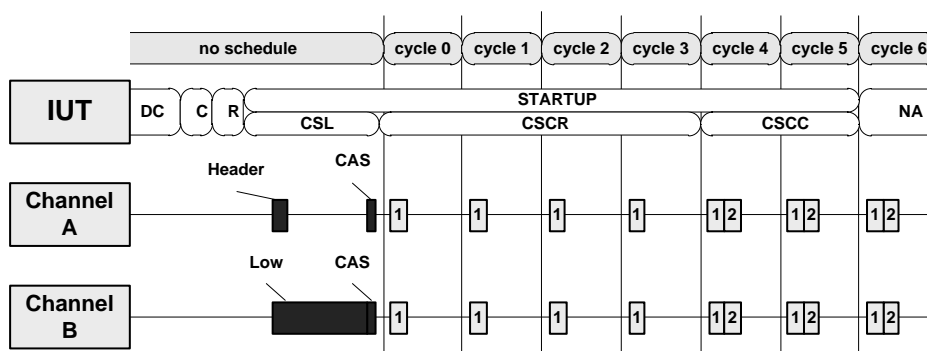 no schedule cycle 0 cycle 1 cycle 2 cycle 3 cycle 4 cycle 5 cycle 6
IUT DC C R STARTUP NA
CSL CSCR CSCC
Header CAS
Channel A 1 1 1 1 1 2 1 2 1 2
Low CAS
Channel B 1 1 1 1 1 2 1 2 1 2